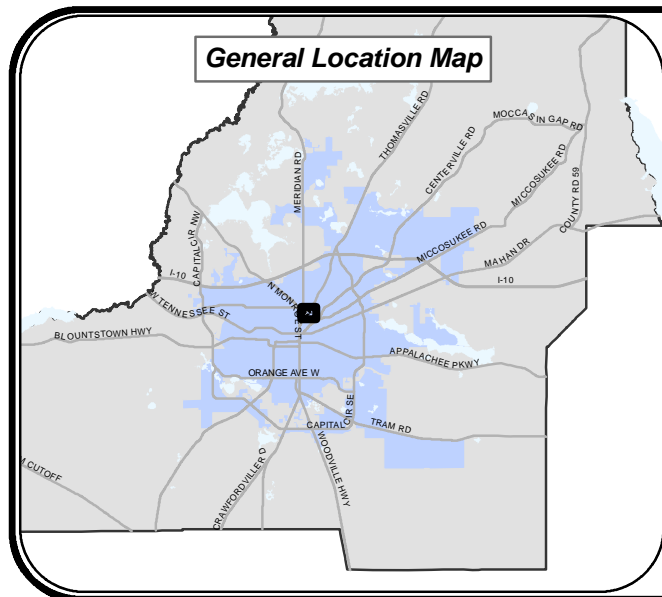 General Location Map
THOMASVILLE RD
MOCCASIN GAP RD
CENTERVILLE RD
MERIDIAN RD
MICCOSUKEE RD
COUNTY RD 59
CAPITAL CIR NW
MICCOSUKEE RD
MAHAN DR
I-10
I-10
N MONROE ST
W TENNESSEE ST
BLOUNTSTOWN HWY
APPALACHEE PKWY
ORANGE AVE W
CAPITAL CIR SE
TRAM RD
WOODVILLE HWY
M CUTOFF
CRAWFORDVILLE R D